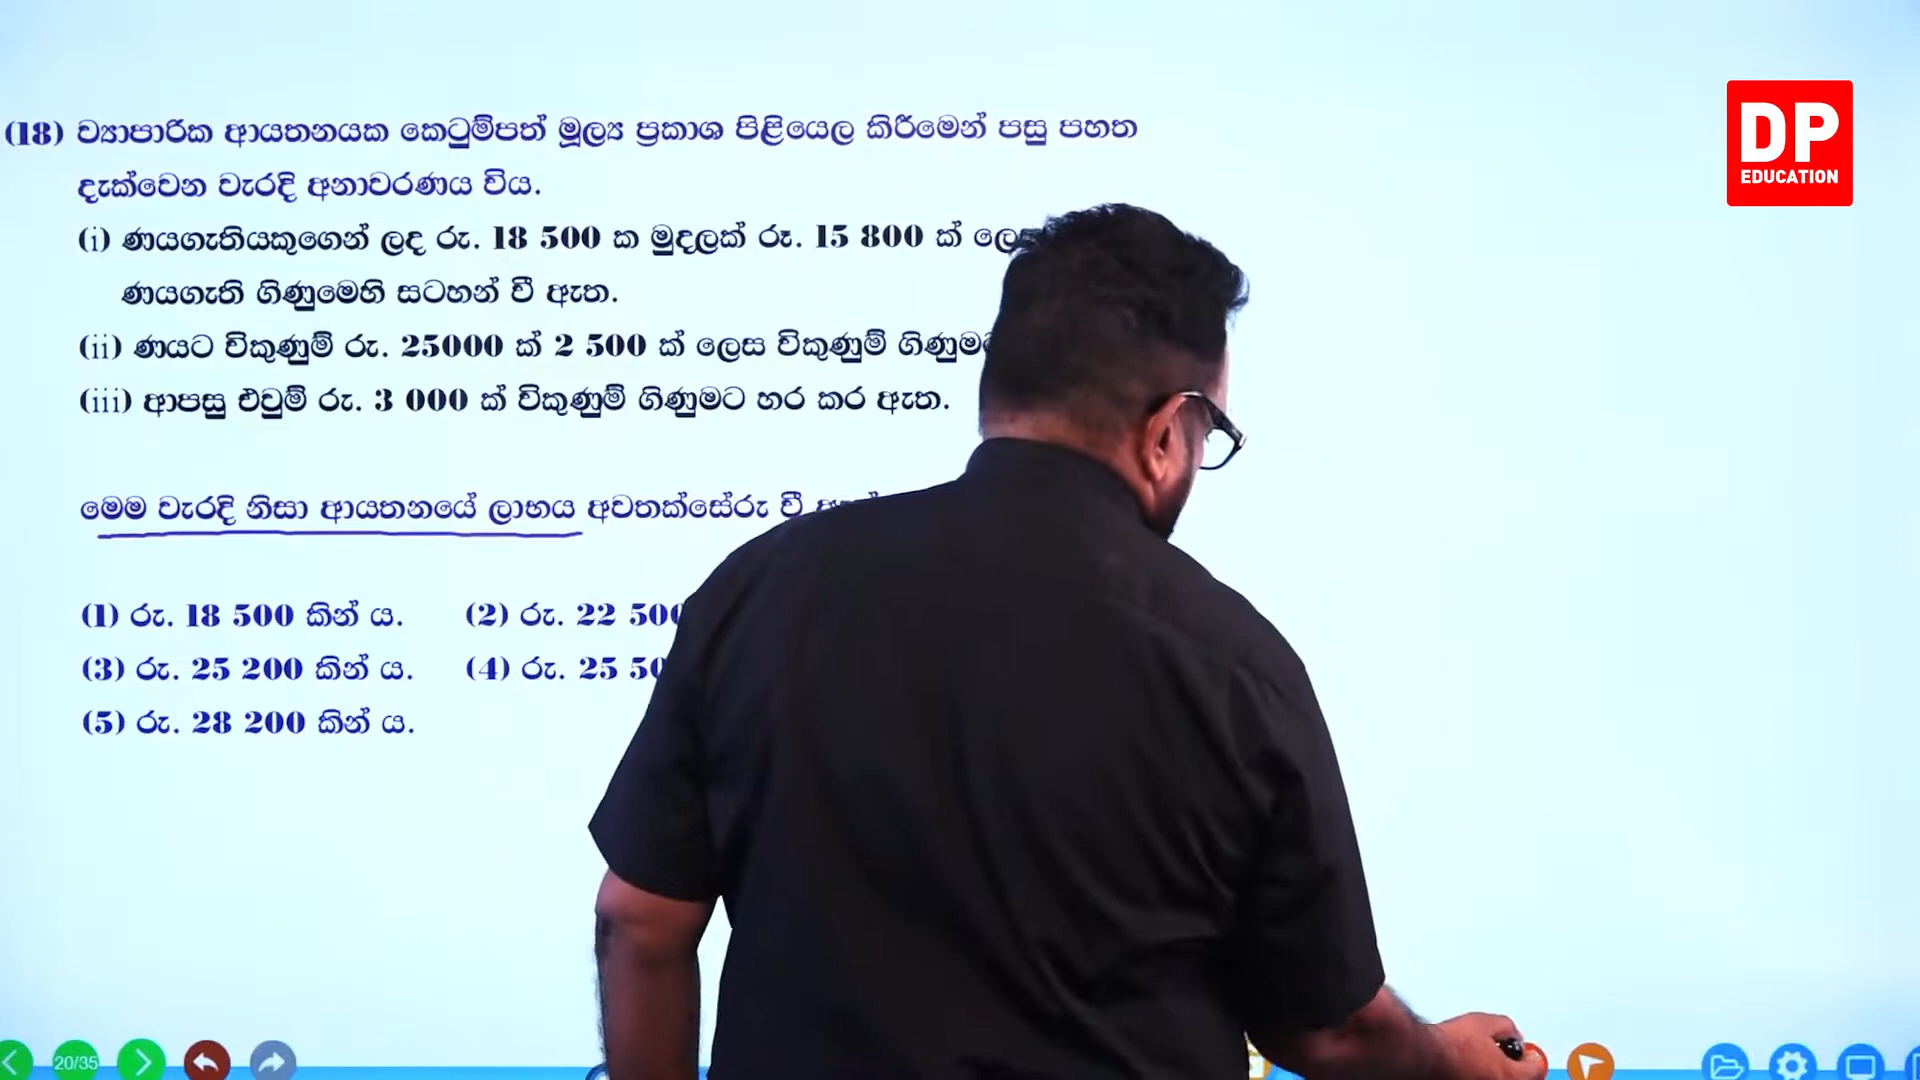 (18) ව්‍යාපාරික ආයතනයක කෙටුම්පත් මූල්‍ය ප්‍රකාශ පිළියෙල කිරීමෙන් පසු පහත
දැක්වෙන වැරදි අනාවරණය විය.
DP
EDUCATION
(i) ණයගැතියකුගෙන් ලද රු. 18 500 ක මුදලක් රු. 15 800 ක්
ණයගැති ගිණුමෙහි සටහන් වී ඇත.
(ii) ණයට විකුණුම් රු. 25000 ක් 2 500 ක් ලෙස විකුණුම්
(iii) ආපසු එවුම් රු. 3 000 ක් විකුණුම් ගිණුමට හර කර ඇත.
මෙම වැරදි නිසා ආයතනයේ ලාභය අවතක්සේරු වී
(1) රු. 18 500 කින් ය. (2) රු. 22 500
(3) රු. 25 200 කින් ය. (4) රු.
(5) රු. 28 200 කින් ය.
20/35